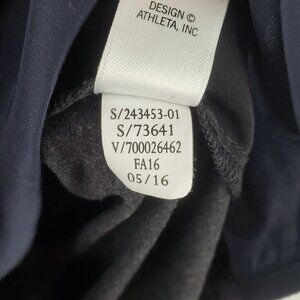 DESIGN ©
ATHLETA, INC
S/243453-01
S/73641
V/700026462
FA16
05/16